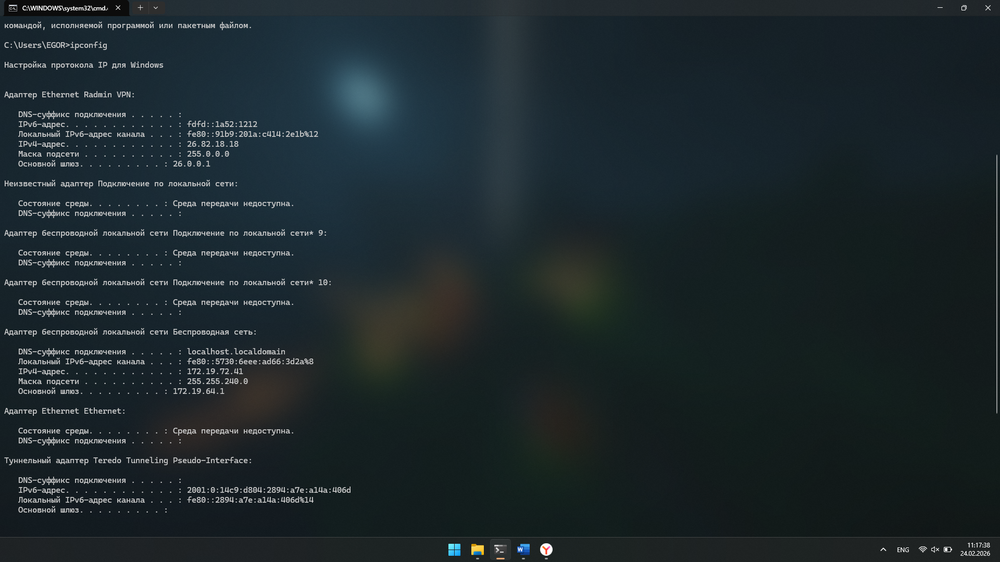 C:\WINDOWS\system32\cmd.
командой, исполняемой программой или пакетным файлом.
C:\Users\EGOR>ipconfig
Настройка протокола IP для Windows
Адаптер Ethernet Radmin VPN:
DNS-суффикс подключения . . . . . :
IPv6-адрес. . . . . . . . . . . . : fdfd::1a52:1212
Локальный IPv6-адрес канала . . . : fe80::91b9:201a:c414:2e1b%12
IPv4-адрес. . . . . . . . . . . . : 26.82.18.18
Маска подсети . . . . . . . . . . : 255.0.0.0
Основной шлюз. . . . . . . . . : 26.0.0.1
Неизвестный адаптер Подключение по локальной сети:
Состояние среды. . . . . . . . : Среда передачи недоступна.
DNS-суффикс подключения . . . . . :
Адаптер беспроводной локальной сети Подключение по локальной сети* 9:
Состояние среды. . . . . . . . : Среда передачи недоступна.
DNS-суффикс подключения . . . . . :
Адаптер беспроводной локальной сети Подключение по локальной сети* 10:
Состояние среды. . . . . . . . : Среда передачи недоступна.
DNS-суффикс подключения . . . . . :
Адаптер беспроводной локальной сети Беспроводная сеть:
DNS-суффикс подключения . . . . . : localhost.localdomain
Локальный IPv6-адрес канала . . . : fe80::5730:6eee:ad66:3d2a%8
IPv4-адрес. . . . . . . . . . . . : 172.19.72.41
Маска подсети . . . . . . . . . . : 255.255.240.0
Основной шлюз. . . . . . . . . : 172.19.64.1
Адаптер Ethernet Ethernet:
Состояние среды. . . . . . . . : Среда передачи недоступна.
DNS-суффикс подключения . . . . . :
Туннельный адаптер Teredo Tunneling Pseudo-Interface:
DNS-суффикс подключения . . . . . :
IPv6-адрес. . . . . . . . . . . . : 2001:0:14c9:d804:2894:a7e:a14a:406d
Локальный IPv6-адрес канала . . . : fe80::2894:a7e:a14a:406d%14
Основной шлюз. . . . . . . . . :
ENG
11:17:38
24.02.2026